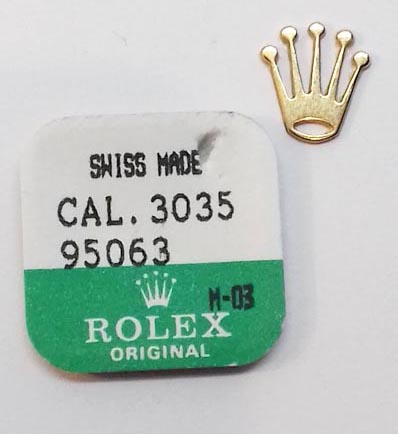 SWISS MADE
CAL. 3035
95063
M-03
ROLEX
ORIGINAL